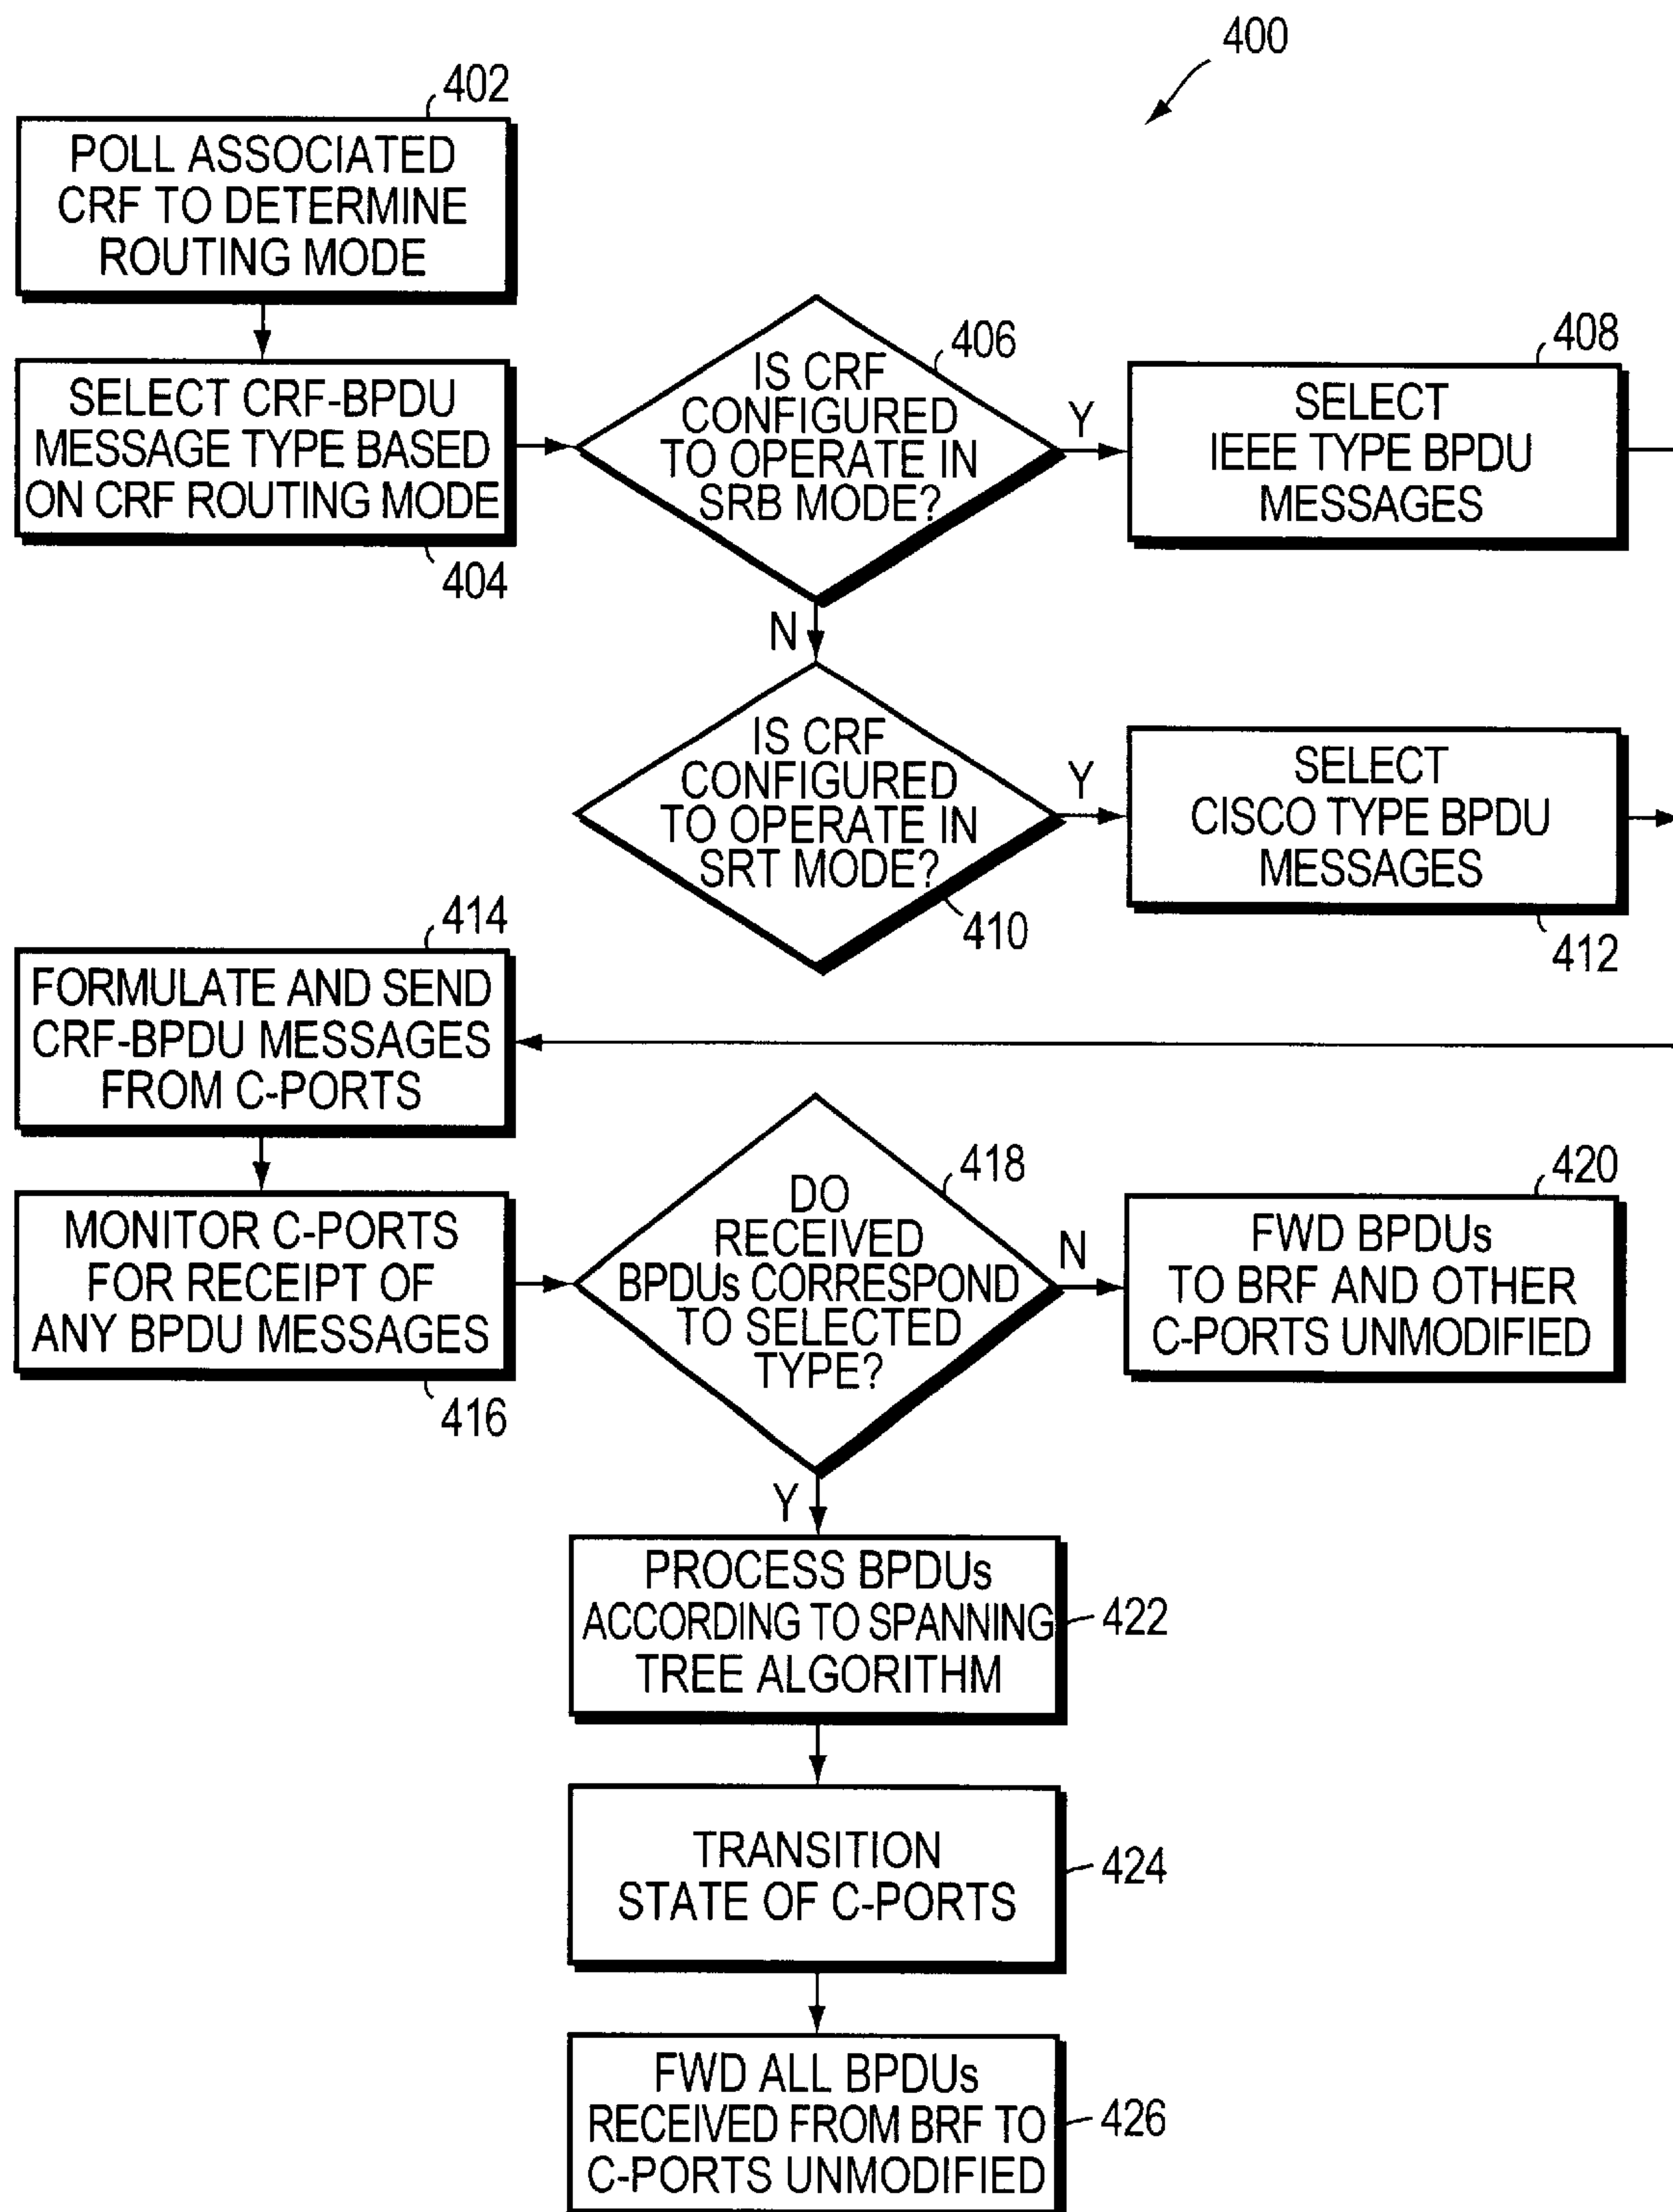 400
402
POLL ASSOCIATED
CRF TO DETERMINE
ROUTING MODE
SELECT CRF-BPDU
MESSAGE TYPE BASED
ON CRF ROUTING MODE
404
406
IS CRF
CONFIGURED
TO OPERATE IN
SRB MODE?
Y
N
408
SELECT
IEEE TYPE BPDU
MESSAGES
IS CRF
CONFIGURED
TO OPERATE IN
SRT MODE?
410
Y
SELECT
CISCO TYPE BPDU
MESSAGES
412
414
FORMULATE AND SEND
CRF-BPDU MESSAGES
FROM C-PORTS
MONITOR C-PORTS
FOR RECEIPT OF
ANY BPDU MESSAGES
416
418
DO
RECEIVED
BPDUs CORRESPOND
TO SELECTED
TYPE?
N
Y
420
FWD BPDUs
TO BRF AND OTHER
C-PORTS UNMODIFIED
PROCESS BPDUs
ACCORDING TO SPANNING
TREE ALGORITHM
422
TRANSITION
STATE OF C-PORTS
424
FWD ALL BPDUs
RECEIVED FROM BRF TO
C-PORTS UNMODIFIED
426